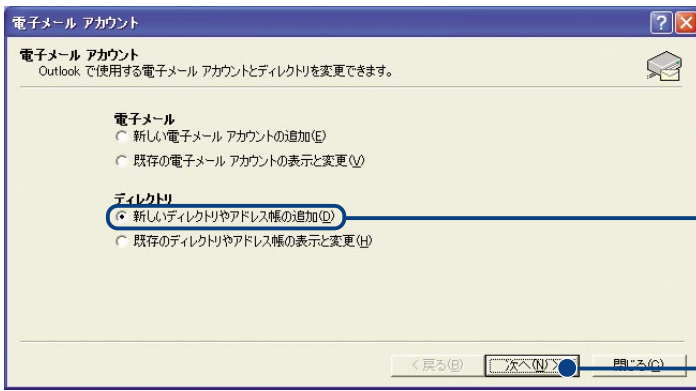 電子メール アカウント
電子メール アカウント
Outlook で使用する電子メール アカウントとディレクトリを変更できます。
電子メール
新しい電子メール アカウントの追加(E)
既存の電子メール アカウントの表示と変更(V)
ディレクトリ
新しいディレクトリやアドレス帳の追加(D)
既存のディレクトリやアドレス帳の表示と変更(H)
< 戻る(B) 次へ(N) > 閉じる(C)